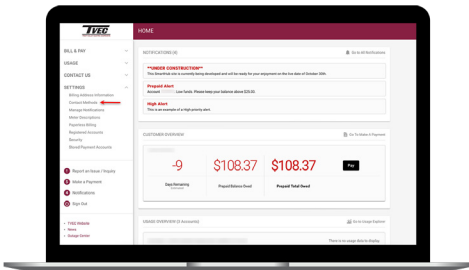 TVEC
HOME
BILL & PAY
USAGE
CONTACT US
SETTINGS
Billing Address Information
Contact Methods
Manage Notifications
Meter Descriptions
Paperless Billing
Registered Accounts
Security
Stored Payment Accounts
Report an Issue / Inquiry
Make a Payment
Notifications
Sign Out
TVEC Website
News
Outage Center
NOTIFICATIONS (4)
Go to All Notifications
**UNDER CONSTRUCTION**
This SmartHub site is currently being developed and will be ready for your enjoyment on the live date of October 30th.
Prepaid Alert
Account Low funds. Please keep your balance above $25.00.
High Alert
This is an example of a high priority alert.
CUSTOMER OVERVIEW
Go To Make A Payment
-9
$108.37
$108.37
Pay
Days Remaining
Prepaid Balance Owed
Prepaid Total Owed
USAGE OVERVIEW (3 Accounts)
Go to Usage Explorer
There is no usage data to display.